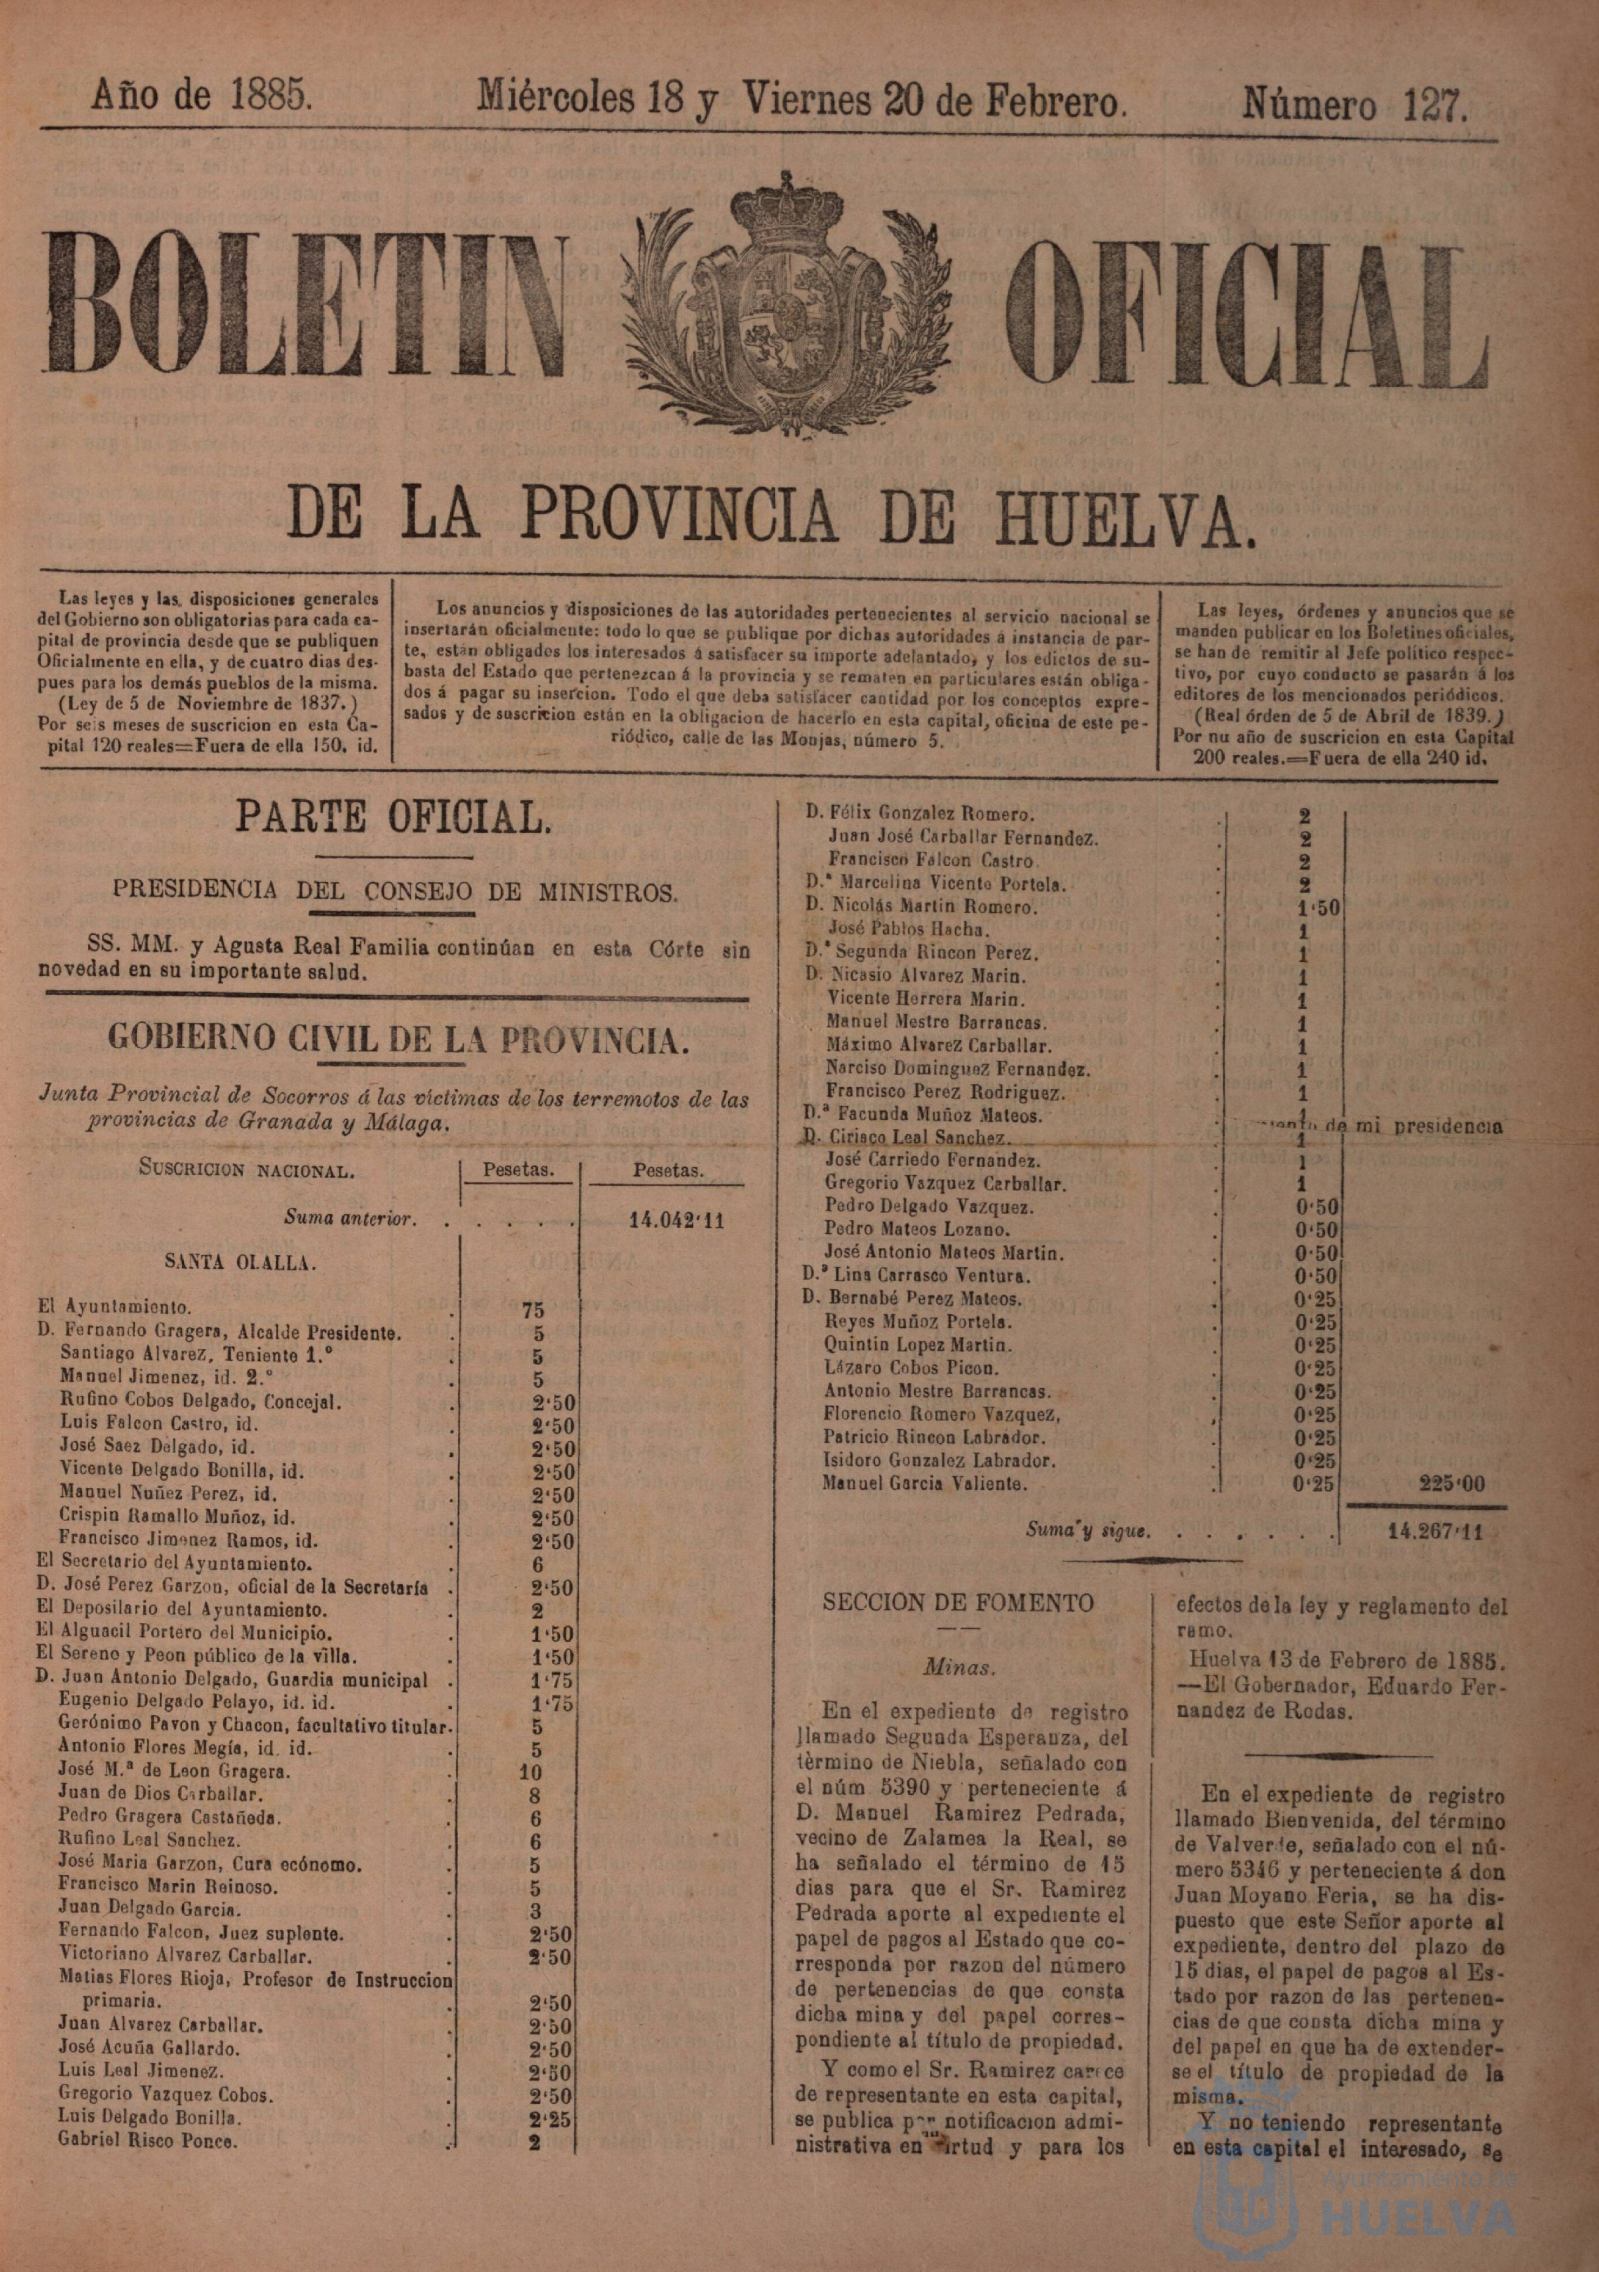 Año de 1885.
Miércoles 18 y Viernes 20 de Febrero.
Número 127.
BOLETIN OFICIAL
DE LA PROVINCIA DE HUELVA.
Las leyes y las disposiciones generales
del Gobierno son obligatorias para cada ca-
pital de provincia desde que se publiquen
Oficialmente en ella, y de cuatro dias des-
pues para los demás pueblos de la misma.
(Ley de 5 de Noviembre de 1837.)
Por seis meses de suscricion en esta Ca-
pital 120 reales=Fuera de ella 150, id.
Los anuncios y disposiciones de las autoridades pertenecientes al servicio nacional se
insertarán oficialmente: todo lo que se publique por dichas autoridades á instancia de par-
te, están obligados los interesados á satisfacer su importe adelantado, y los edictos de su-
basta del Estado que pertenezcan á la provincia y se rematen en particulares están obliga-
dos á pagar su insercion. Todo el que deba satisfacer cantidad por los conceptos expre-
sados y de suscricion están en la obligacion de hacerlo en esta capital, oficina de este pe-
riódico, calle de las Monjas, número 5.
Las leyes, órdenes y anuncios que se
manden publicar en los Boletines oficiales,
se han de remitir al Jefe político respec-
tivo, por cuyo conducto se pasarán á los
editores de los mencionados periódicos.
(Real órden de 5 de Abril de 1839.)
Por nu año de suscricion en esta Capital
200 reales.=Fuera de ella 240 id.
PARTE OFICIAL.
PRESIDENCIA DEL CONSEJO DE MINISTROS.
SS. MM. y Agusta Real Familia continúan en esta Córte sin
novedad en su importante salud.
GOBIERNO CIVIL DE LA PROVINCIA.
Junta Provincial de Socorros á las víctimas de los terremotos de las
provincias de Granada y Málaga.
SUSCRICION NACIONAL. Pesetas. Pesetas.
Suma anterior. . . . . . 14.042'11
SANTA OLALLA.
El Ayuntamiento. . 75
D. Fernando Gragera, Alcalde Presidente. . 5
Santiago Alvarez, Teniente 1.° . 5
Manuel Jimenez, id. 2.° . 5
Rufino Cobos Delgado, Concejal. . 2'50
Luis Falcon Castro, id. . 2'50
José Saez Delgado, id. . 2'50
Vicente Delgado Bonilla, id. . 2'50
Manuel Nuñez Perez, id. . 2'50
Crispin Ramallo Muñoz, id. . 2'50
Francisco Jimenez Ramos, id. . 2'50
El Secretario del Ayuntamiento. . 6
D. José Perez Garzon, oficial de la Secretaría . 2'50
El Depositario del Ayuntamiento. . 2
El Alguacil Portero del Municipio. . 1'50
El Sereno y Peon público de la villa. . 1'50
D. Juan Antonio Delgado, Guardia municipal . 1'75
Eugenio Delgado Pelayo, id. id. . 1'75
Gerónimo Pavon y Chacon, facultativo titular. 5
Antonio Flores Megía, id. id. . 5
José M.ª de Leon Gragera. . 10
Juan de Dios Carballar. . 8
Pedro Gragera Castañeda. . 6
Rufino Leal Sanchez. . 6
José Maria Garzon, Cura ecónomo. . 5
Francisco Marin Reinoso. . 5
Juan Delgado Garcia. . 3
Fernando Falcon, Juez suplente. . 2'50
Victoriano Alvarez Carballar. . 2'50
Matias Flores Rioja, Profesor de Instruccion
primaria. . 2'50
Juan Alvarez Carballar. . 2'50
José Acuña Gallardo. . 2'50
Luis Leal Jimenez. . 2'50
Gregorio Vazquez Cobos. . 2'50
Luis Delgado Bonilla. . 2'25
Gabriel Risco Ponce. . 2
D. Félix Gonzalez Romero. . 2
Juan José Carballar Fernandez. . 2
Francisco Falcon Castro. . 2
D.ª Marcelina Vicente Portela. . 2
D. Nicolás Martin Romero. . 1'50
José Pablos Hacha. . 1
D.ª Segunda Rincon Perez. . 1
D. Nicasio Alvarez Marin. . 1
Vicente Herrera Marin. . 1
Manuel Mestre Barrancas. . 1
Máximo Alvarez Carballar. . 1
Narciso Dominguez Fernandez. . 1
Francisco Perez Rodriguez. . 1
D.ª Facunda Muñoz Mateos. . 1
de mi presidencia
D. Ciriaco Leal Sanchez. . 1
José Carriedo Fernandez. . 1
Gregorio Vazquez Carballar. . 1
Pedro Delgado Vazquez. . 0'50
Pedro Mateos Lozano. . 0'50
José Antonio Mateos Martin. . 0'50
D.ª Lina Carrasco Ventura. . 0'50
D. Bernabé Perez Mateos. . 0'25
Reyes Muñoz Portela. . 0'25
Quintin Lopez Martin. . 0'25
Lázaro Cobos Picon. . 0'25
Antonio Mestre Barrancas. . 0'25
Florencio Romero Vazquez, . 0'25
Patricio Rincon Labrador. . 0'25
Isidoro Gonzalez Labrador. . 0'25
Manuel Garcia Valiente. . 0'25 225'00
Suma y sigue. . . . . . . 14.267'11
SECCION DE FOMENTO
Minas.
En el expediente de registro
llamado Segunda Esperanza, del
término de Niebla, señalado con
el núm 5390 y perteneciente á
D. Manuel Ramirez Pedrada,
vecino de Zalamea la Real, se
ha señalado el término de 15
dias para que el Sr. Ramirez
Pedrada aporte al expediente el
papel de pagos al Estado que co-
rresponda por razon del número
de pertenencias de que consta
dicha mina y del papel corres-
pondiente al título de propiedad.
Y como el Sr. Ramirez carece
de representante en esta capital,
se publica por notificacion admi-
nistrativa en virtud y para los
efectos de la ley y reglamento del
ramo.
Huelva 13 de Febrero de 1885.
—El Gobernador, Eduardo Fer-
nandez de Rodas.
En el expediente de registro
llamado Bienvenida, del término
de Valverde, señalado con el nú-
mero 5346 y perteneciente á don
Juan Moyano Feria, se ha dis-
puesto que este Señor aporte al
expediente, dentro del plazo de
15 dias, el papel de pagos al Es-
tado por razon de las pertenen-
cias de que consta dicha mina y
del papel en que ha de extender-
se el título de propiedad de la
misma.
Y no teniendo representante
en esta capital el interesado, se
Ayuntamiento de
HUELVA